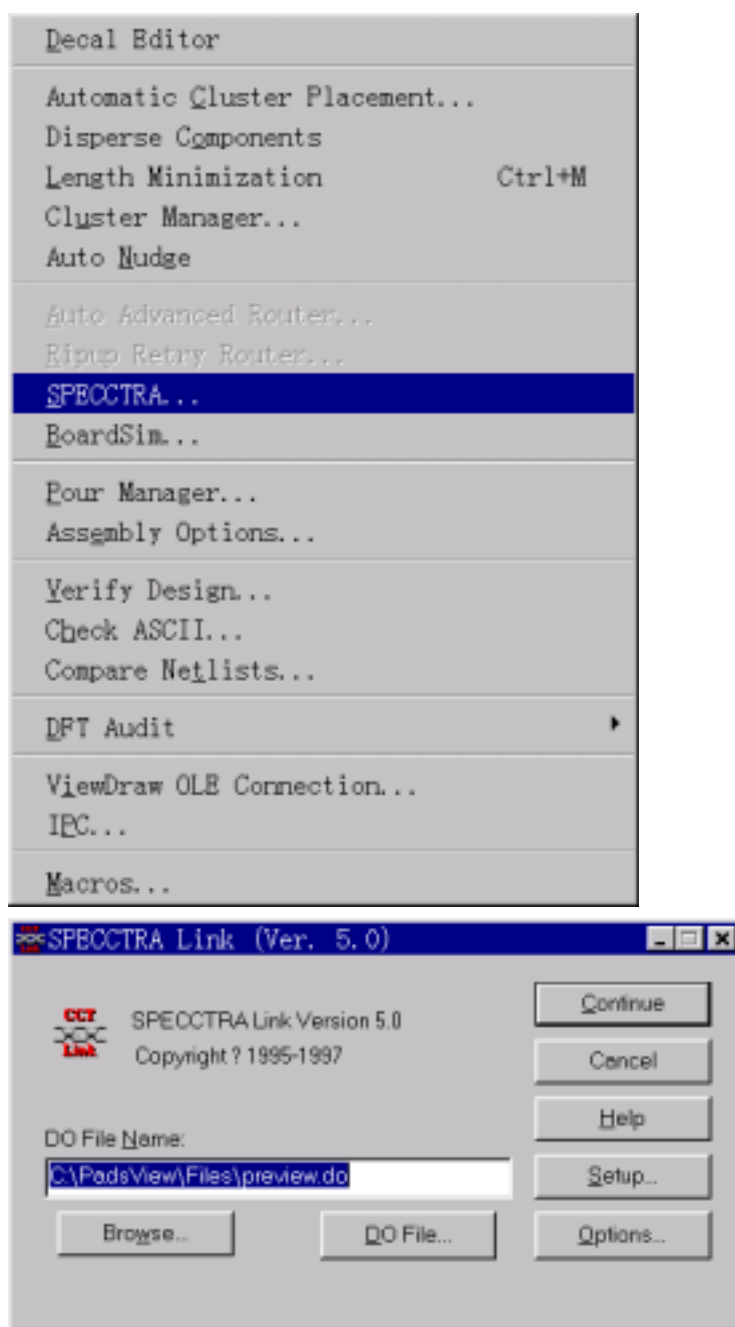 Decal Editor
Automatic Cluster Placement...
Disperse Components
Length Minimization Ctrl+M
Cluster Manager...
Auto Nudge
Auto Advanced Router...
Ripup Retry Router...
SPECCTRA...
BoardSim...
Pour Manager...
Assembly Options...
Verify Design...
Check ASCII...
Compare Netlists...
DFT Audit
ViewDraw OLE Connection...
IPC...
Macros...
SPECCTRA Link (Ver. 5.0)
CCT
Link
SPECCTRA Link Version 5.0
Copyright ? 1995-1997
Continue
Cancel
Help
DO File Name:
C:\PadsView\Files\preview.do
Setup...
Browse...
DO File...
Options...